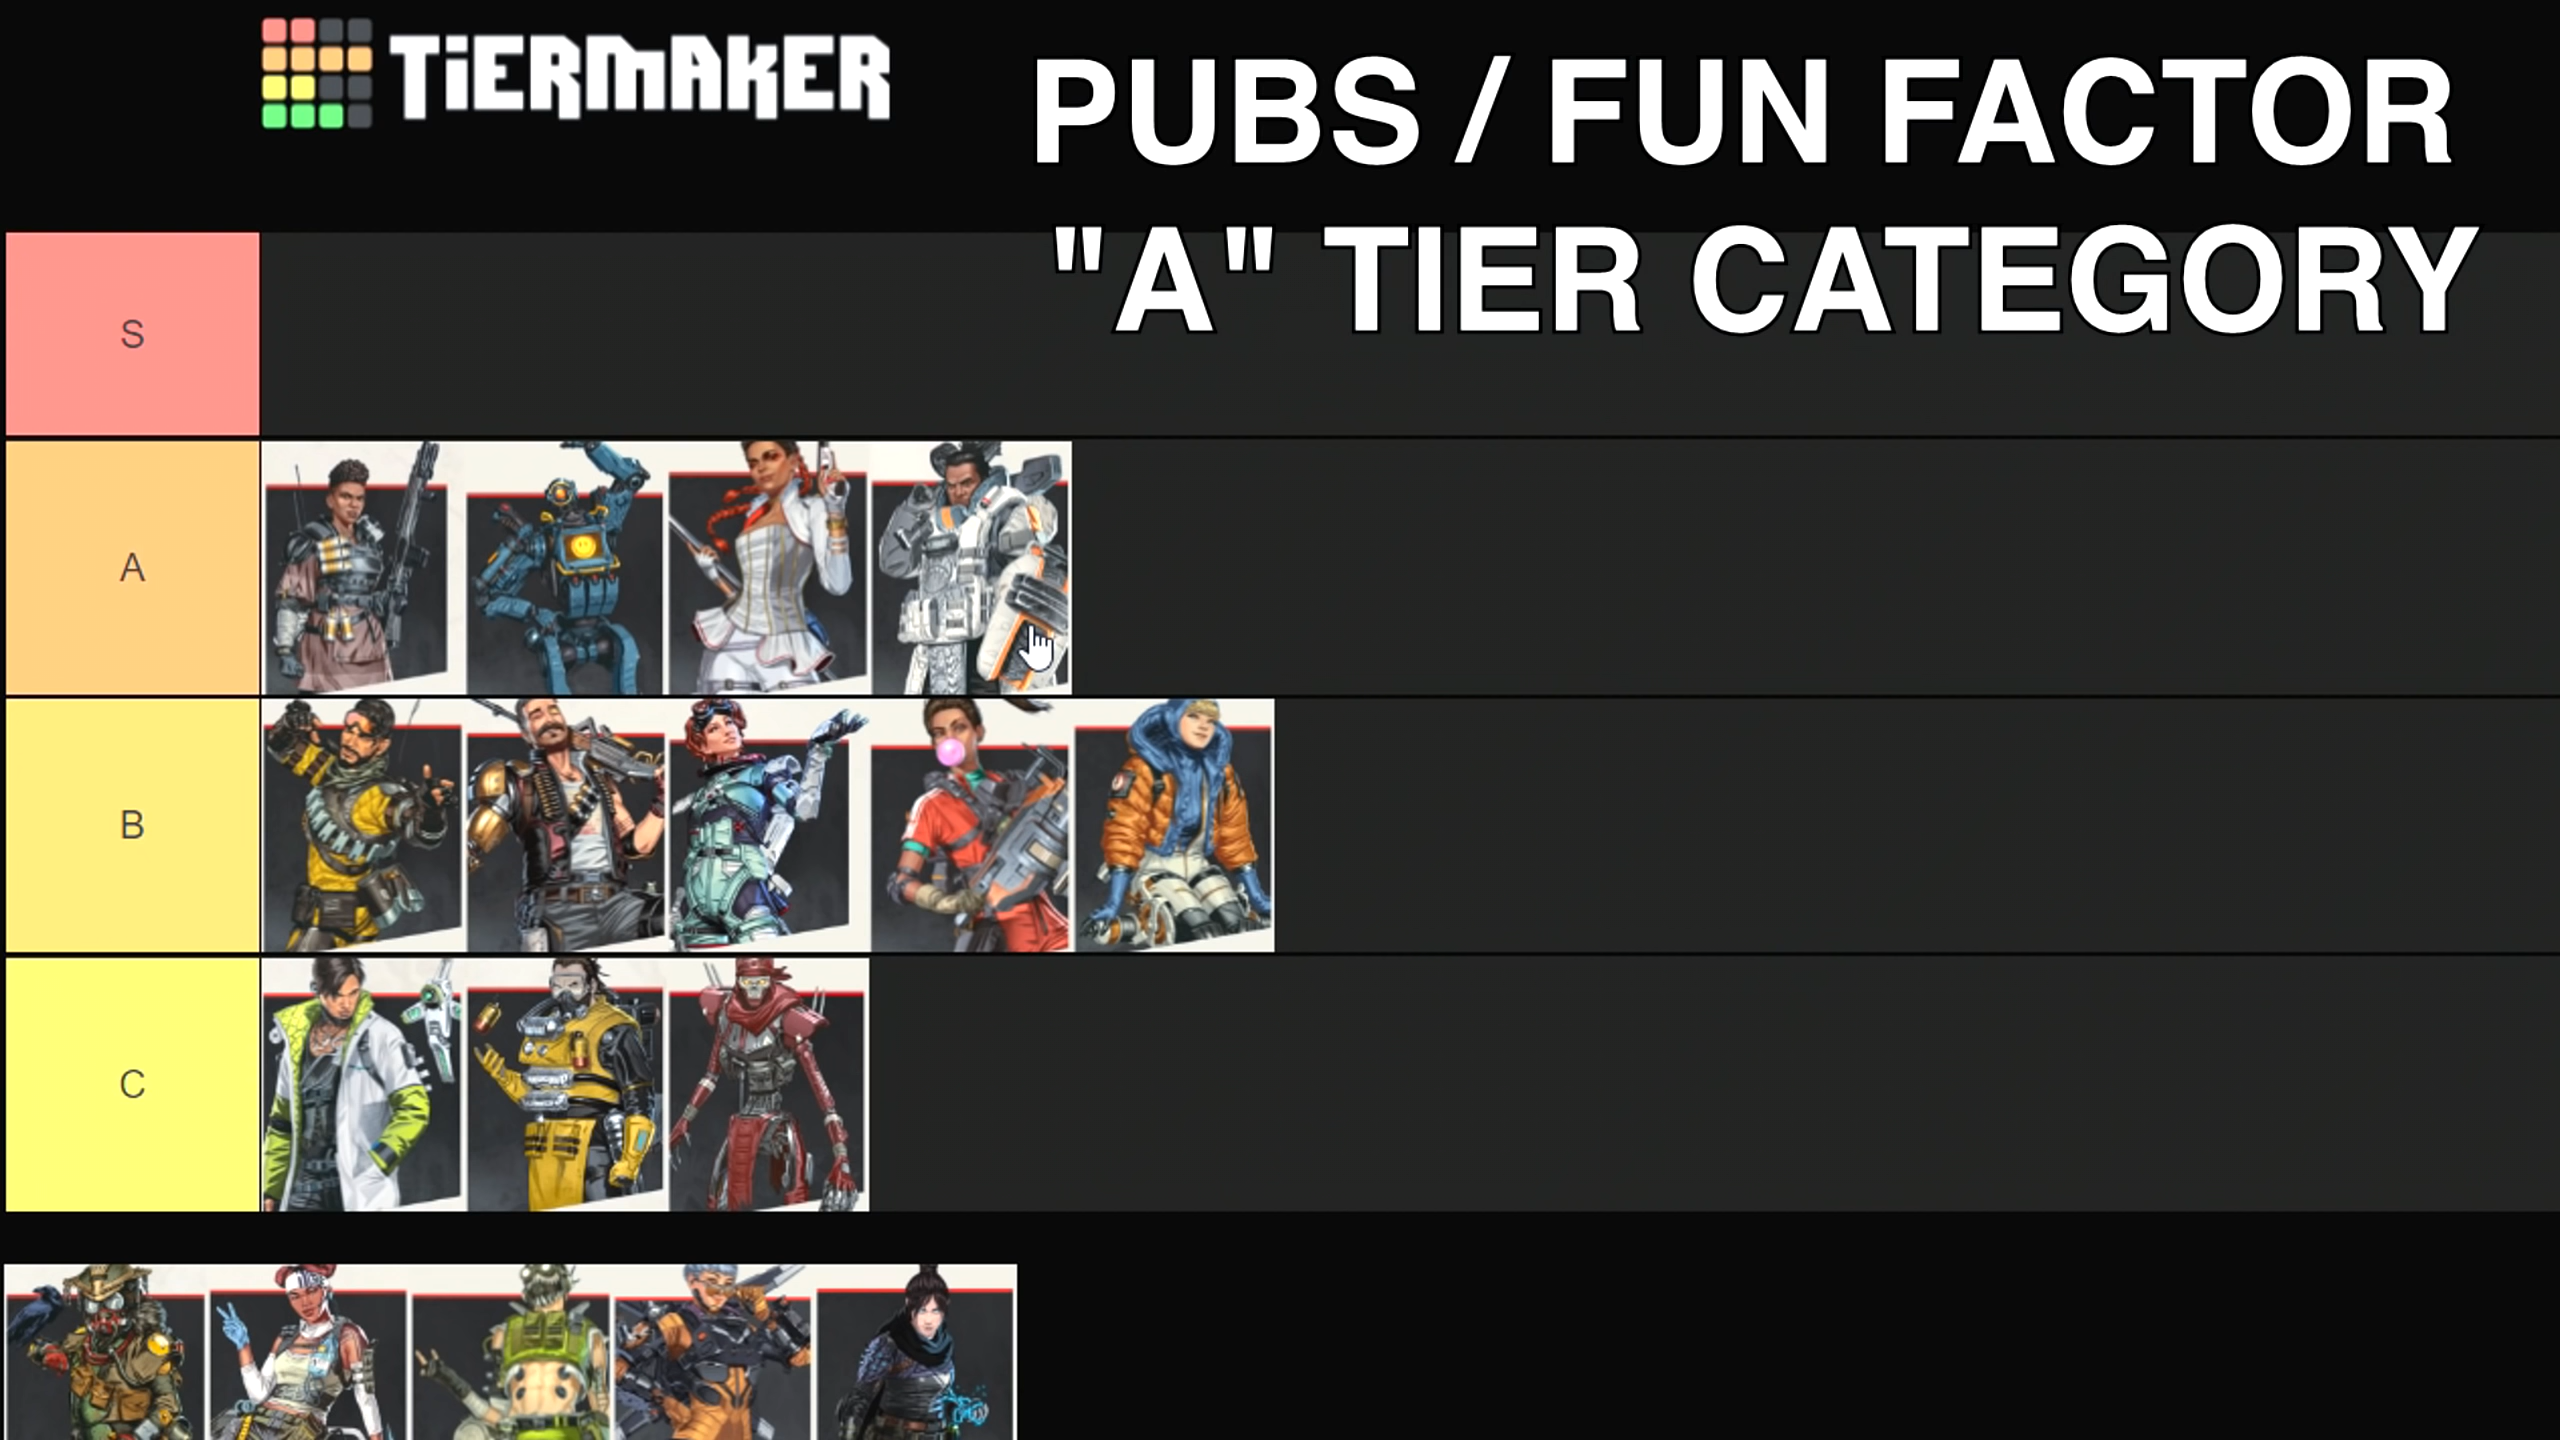 TiERMAKER
PUBS / FUN FACTOR
"A" TIER CATEGORY
S
A
B
C